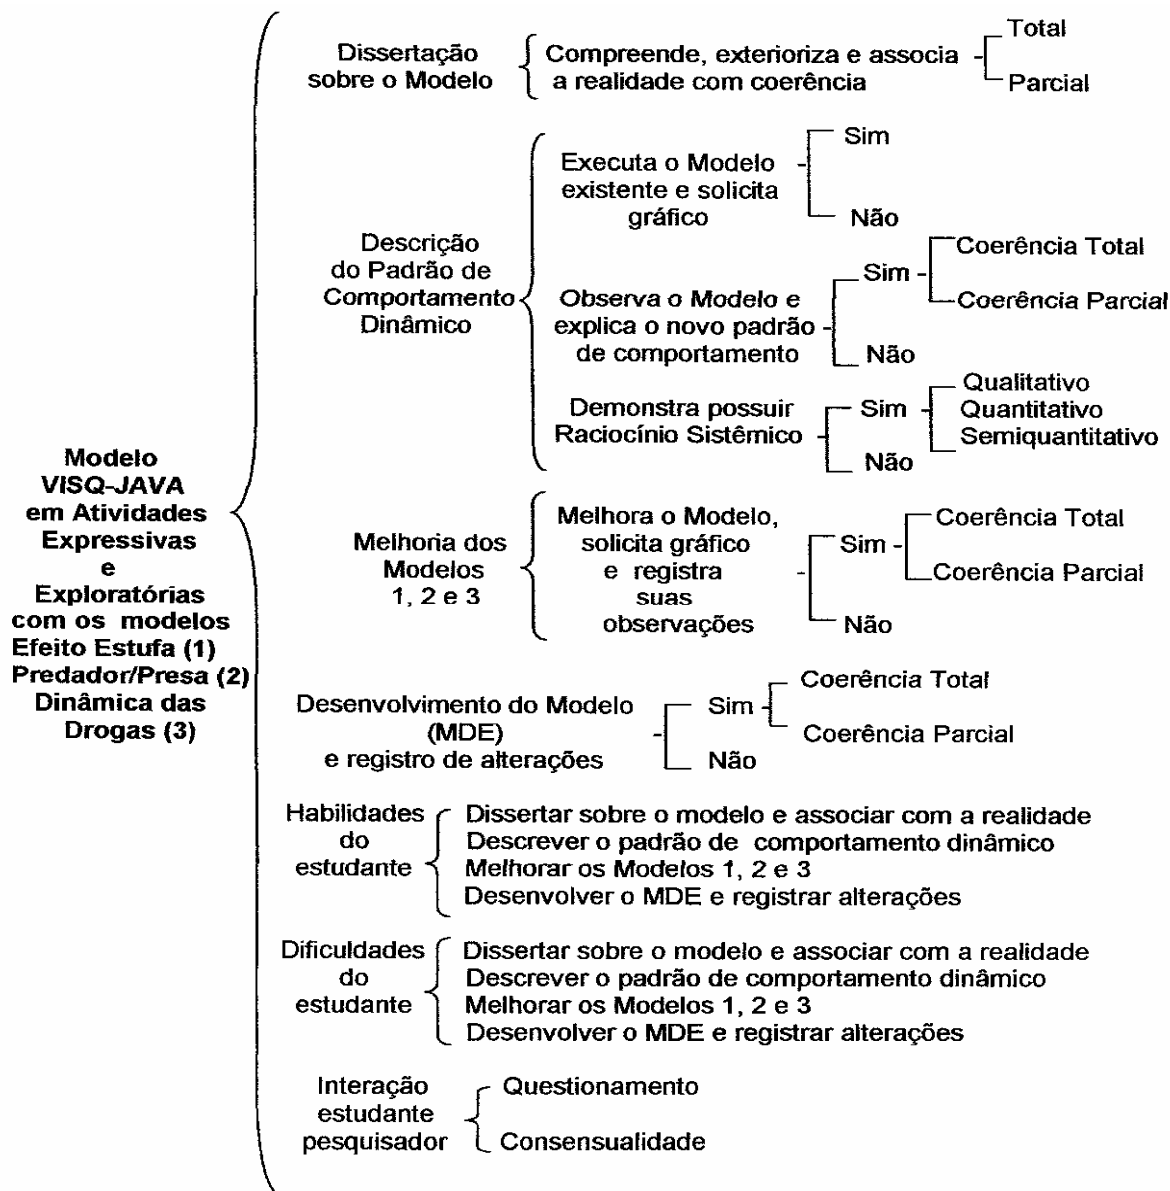 Modelo
VISQ-JAVA
em Atividades
Expressivas
e
Exploratórias
com os modelos
Efeito Estufa (1)
Predador/Presa (2)
Dinâmica das
Drogas (3)
Dissertação
sobre o Modelo
Compreende, exterioriza e associa
a realidade com coerência
Total
Parcial
Descrição
do Padrão de
Comportamento
Dinâmico
Executa o Modelo
existente e solicita
gráfico
Sim
Não
Observa o Modelo e
explica o novo padrão
de comportamento
Sim
Coerência Total
Coerência Parcial
Não
Demonstra possuir
Raciocínio Sistêmico
Sim
Qualitativo
Quantitativo
Semiquantitativo
Não
Melhoria dos
Modelos
1, 2 e 3
Melhora o Modelo,
solicita gráfico
e registra
suas
observações
Sim
Coerência Total
Coerência Parcial
Não
Desenvolvimento do Modelo
(MDE)
e registro de alterações
Sim
Coerência Total
Coerência Parcial
Não
Habilidades
do
estudante
Dissertar sobre o modelo e associar com a realidade
Descrever o padrão de comportamento dinâmico
Melhorar os Modelos 1, 2 e 3
Desenvolver o MDE e registrar alterações
Dificuldades
do
estudante
Dissertar sobre o modelo e associar com a realidade
Descrever o padrão de comportamento dinâmico
Melhorar os Modelos 1, 2 e 3
Desenvolver o MDE e registrar alterações
Interação
estudante
pesquisador
Questionamento
Consensualidade